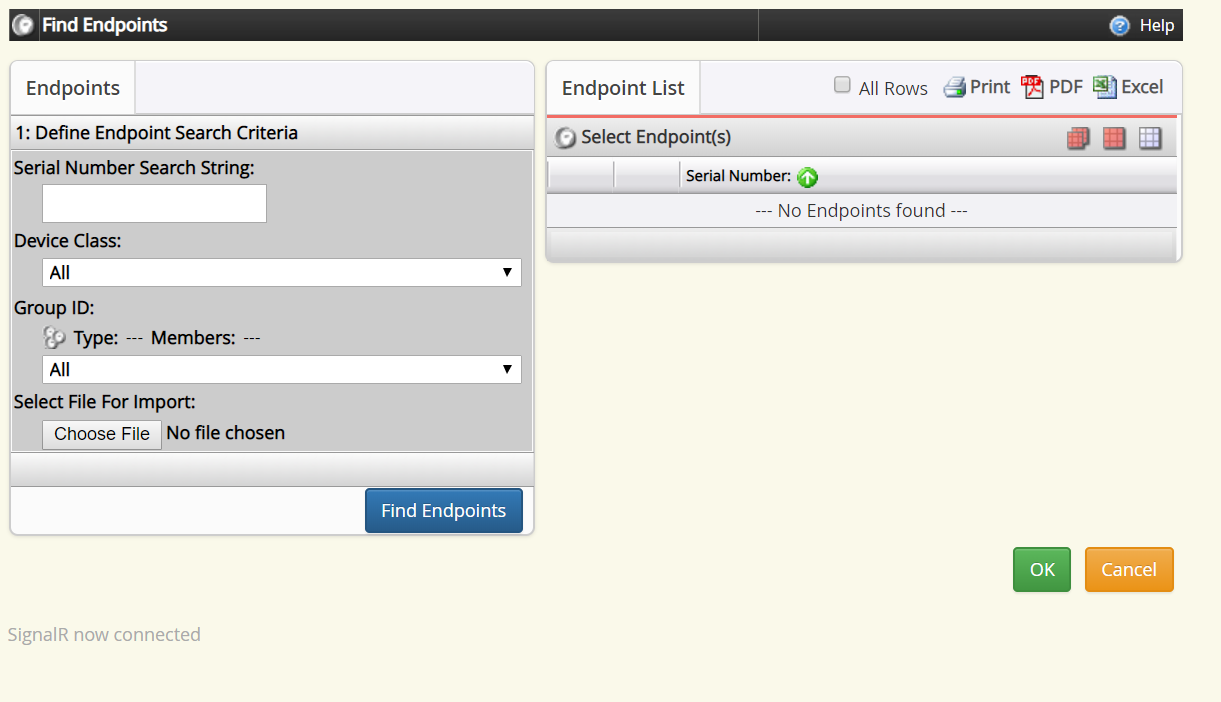 Find Endpoints
Help
Endpoints
1: Define Endpoint Search Criteria
Serial Number Search String:
Device Class:
All
Group ID:
Type: --- Members: ---
All
Select File For Import:
Choose File No file chosen
Find Endpoints
Endpoint List
All Rows Print PDF Excel
Select Endpoint(s)
Serial Number:
--- No Endpoints found ---
OK Cancel
SignalR now connected